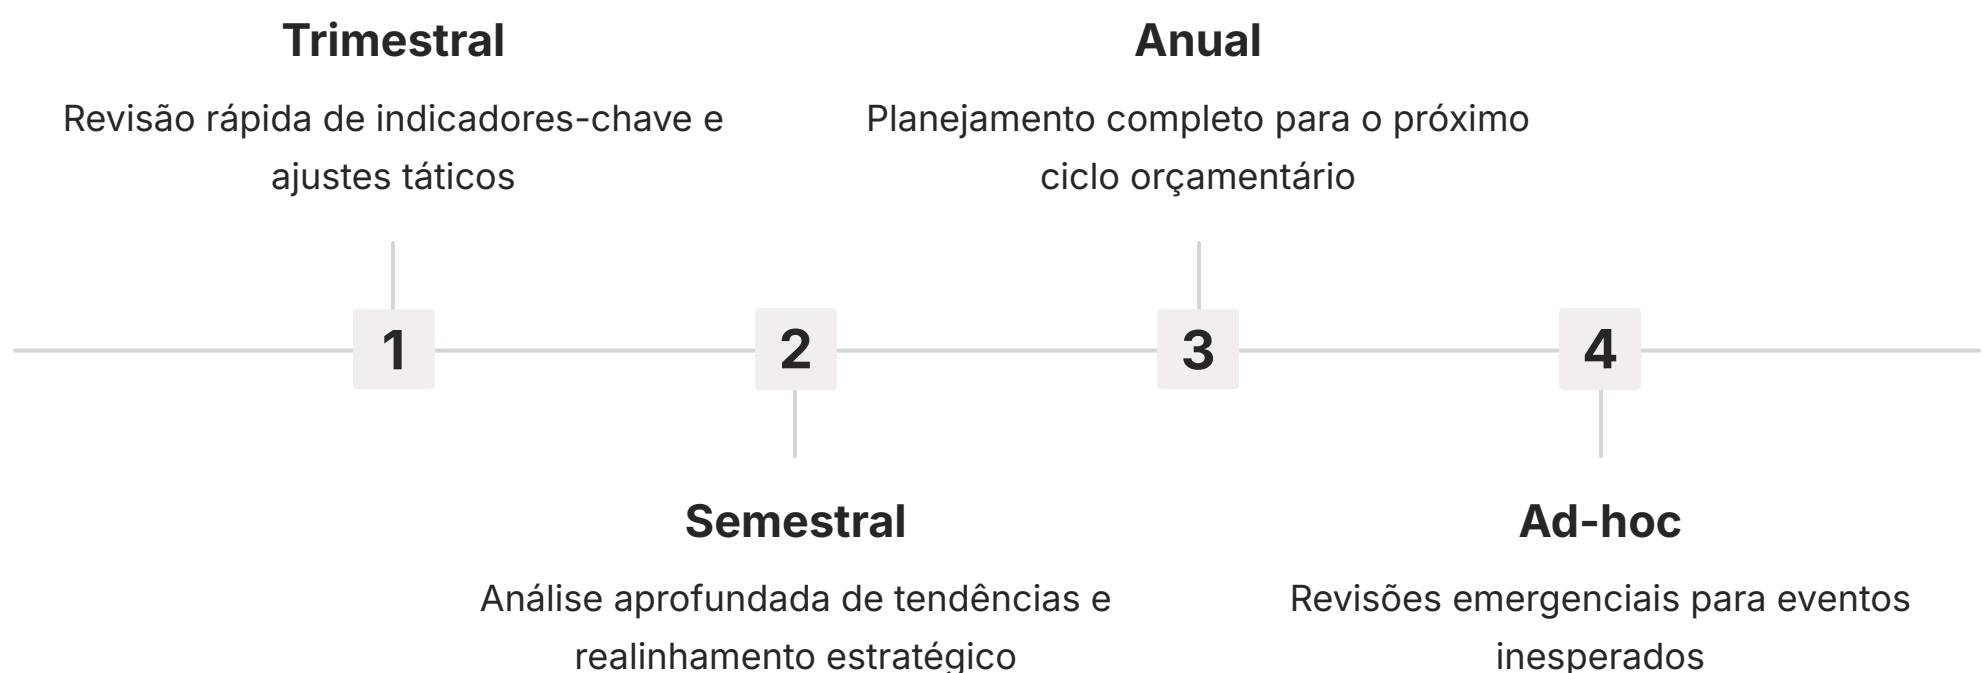 Trimestral
Revisão rápida de indicadores-chave e
ajustes táticos
Anual
Planejamento completo para o próximo
ciclo orçamentário
1
2
3
4
Semestral
Análise aprofundada de tendências e
realinhamento estratégico
Ad-hoc
Revisões emergenciais para eventos
inesperados